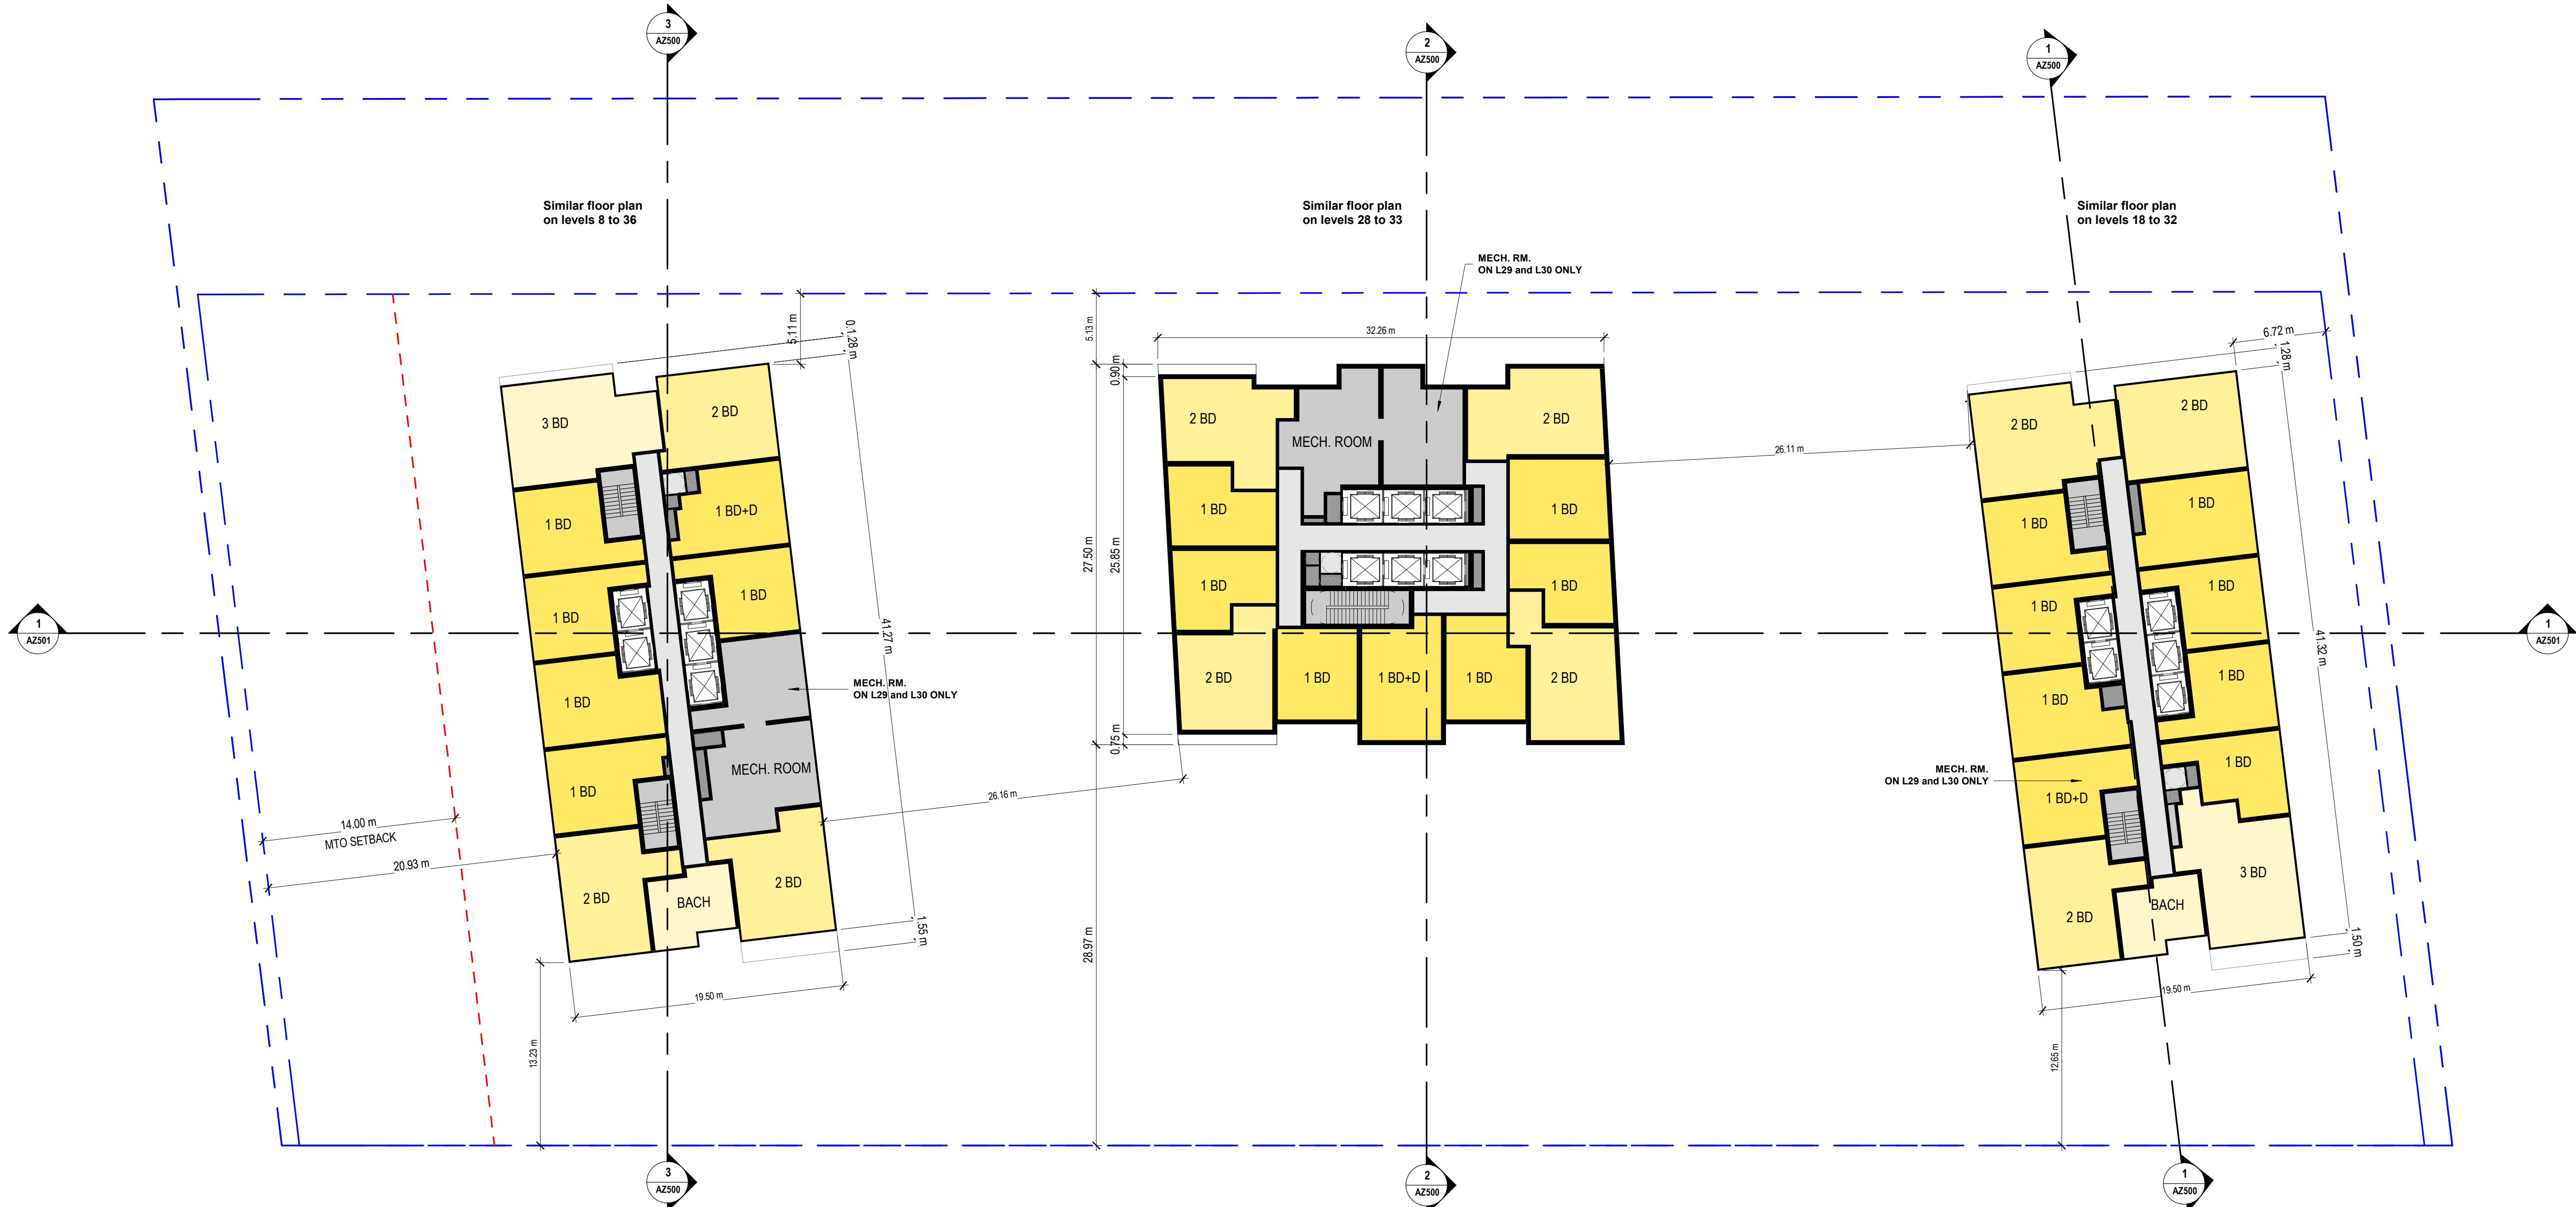 3
AZ500
2
AZ500
1
AZ500
Similar floor plan
on levels 8 to 36
Similar floor plan
on levels 28 to 33
Similar floor plan
on levels 18 to 32
MECH. RM.
ON L29 and L30 ONLY
5.11 m
1.28 m
5.13 m
0.90 m
32.26 m
6.72 m
1.28 m
3 BD
2 BD
1 BD
1 BD+D
1 BD
1 BD
1 BD
1 BD
MECH. RM.
ON L29 and L30 ONLY
MECH. ROOM
2 BD
BACH
2 BD
41.27 m
1.55 m
19.50 m
13.23 m
14.00 m
MTO SETBACK
20.93 m
26.16 m
27.50 m
25.85 m
0.75 m
28.97 m
2 BD
MECH. ROOM
2 BD
1 BD
1 BD
1 BD
1 BD
2 BD
1 BD
1 BD+D
1 BD
2 BD
26.11 m
2 BD
2 BD
1 BD
1 BD
1 BD
1 BD
1 BD
1 BD
MECH. RM.
ON L29 and L30 ONLY
1 BD+D
1 BD
2 BD
BACH
3 BD
41.32 m
1.50 m
19.50 m
12.65 m
1
AZ501
1
AZ501
3
AZ500
2
AZ500
1
AZ500